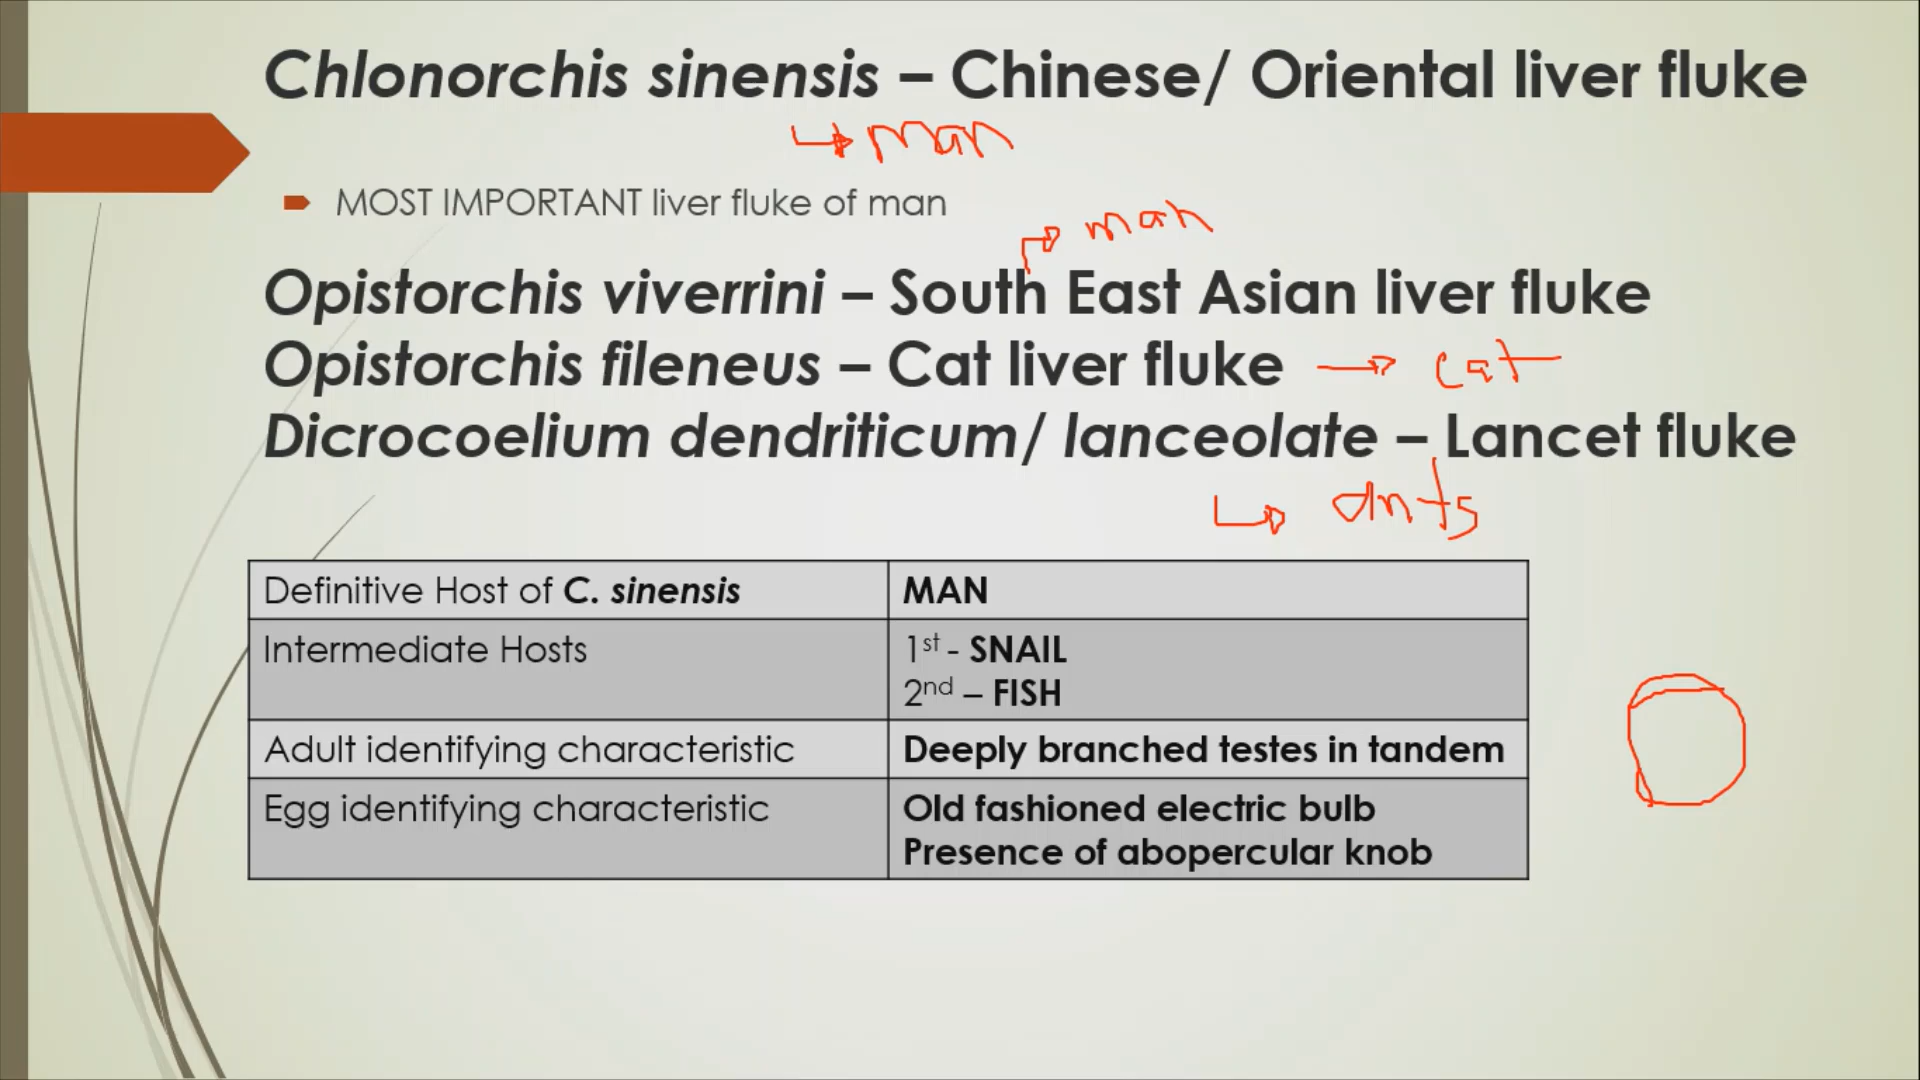 Chlonorchis sinensis – Chinese/ Oriental liver fluke
man
MOST IMPORTANT liver fluke of man
man
Opistorchis viverrini – South East Asian liver fluke
Opistorchis fileneus – Cat liver fluke
cat
Dicrocoelium dendriticum/ lanceolate – Lancet fluke
ants
Definitive Host of C. sinensis MAN
Intermediate Hosts 1st - SNAIL
2nd – FISH
Adult identifying characteristic Deeply branched testes in tandem
Egg identifying characteristic Old fashioned electric bulb
Presence of abopercular knob